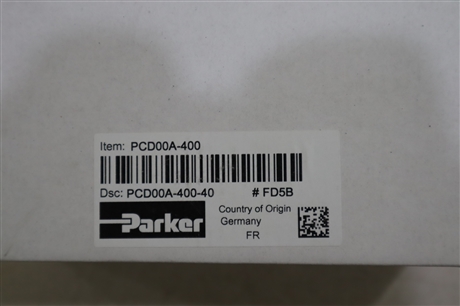 Item: PCD00A-400
Dsc: PCD00A-400-40 # FD5B
Parker
Country of Origin
Germany
FR